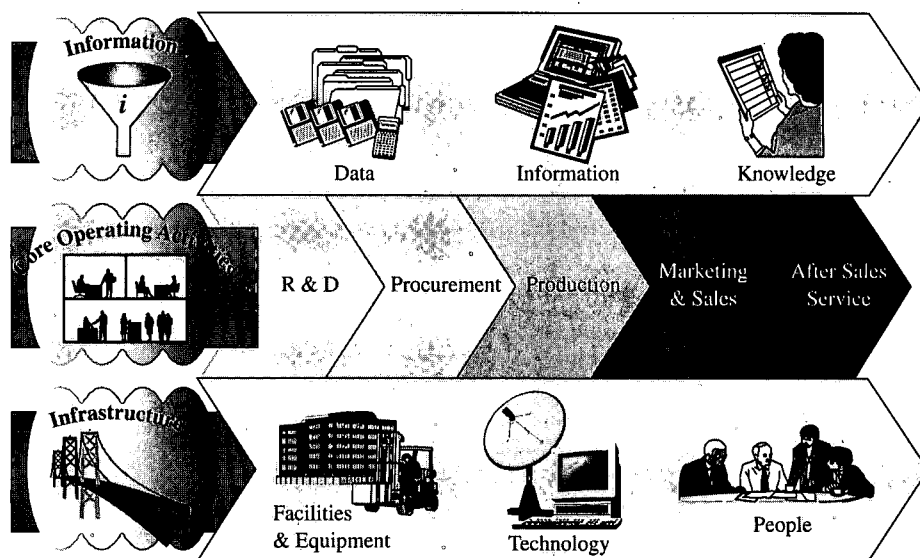 Information
i
Data
Information
Knowledge
Core Operating Activities
R & D
Procurement
Production
Marketing
& Sales
After Sales
Service
Infrastructure
Facilities
& Equipment
Technology
People